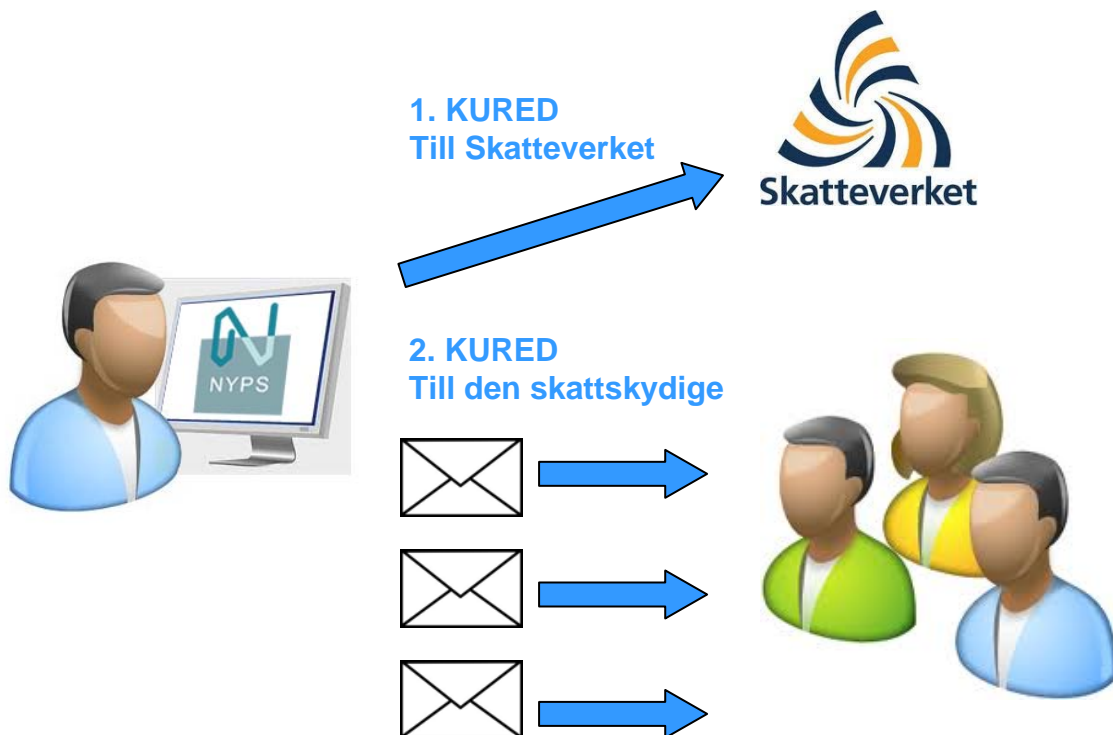 1. KURED
Till Skatteverket
Skatteverket
NYPS
2. KURED
Till den skattskydige